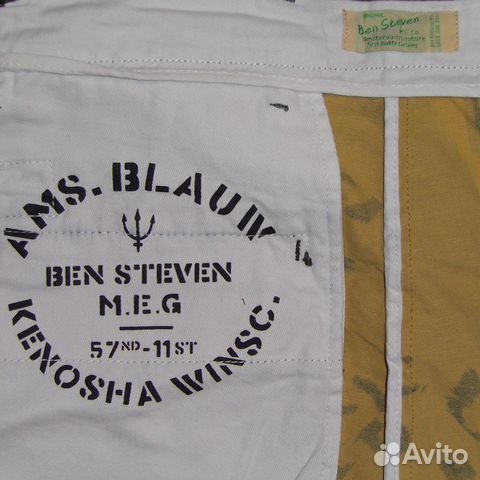 Ben Steven
AMS. BLAUW
BEN STEVEN
M.E.G
57ND-11ST
KENOSHA WINSC.
Avito